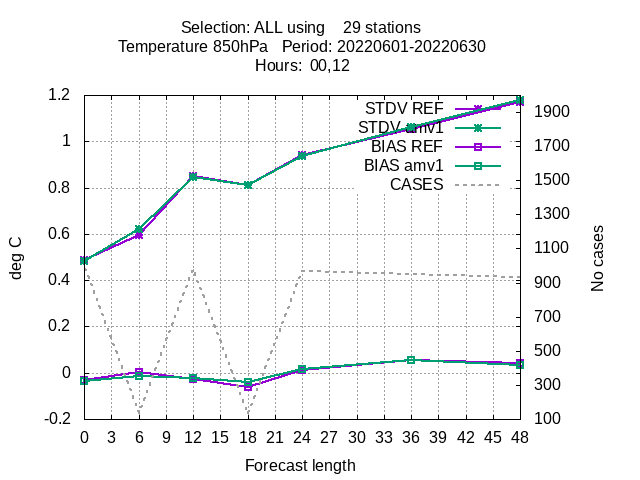 Selection: ALL using    29 stations
Temperature 850hPa   Period: 20220601-20220630
Hours:  00,12
STDV REF
STDV amv1
BIAS REF
BIAS amv1
CASES
1.2
1
0.8
0.6
0.4
0.2
0
-0.2
deg C
1900
1700
1500
1300
1100
900
700
500
300
100
No cases
0 3 6 9 12 15 18 21 24 27 30 33 36 39 42 45 48
Forecast length